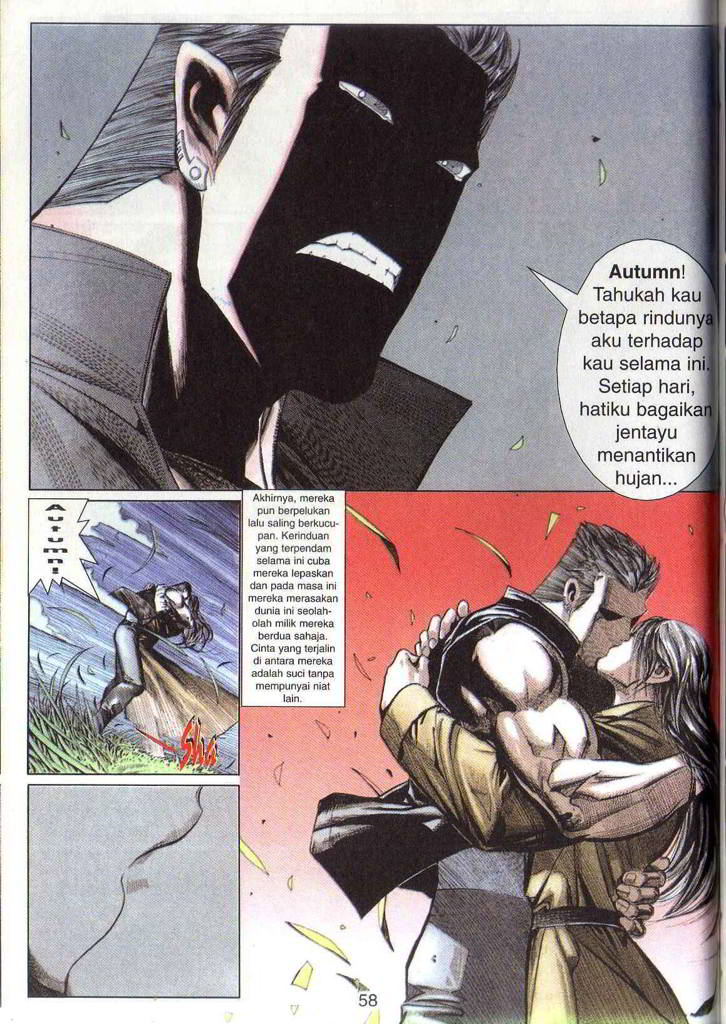 Autumn!
Tahukah kau
betapa rindunya
aku terhadap
kau selama ini.
Setiap hari,
hatiku bagaikan
jentayu
menantikan
hujan...
Autumn!
Akhirnya, mereka
pun berpelukan
lalu saling berkucu-
pan. Kerinduan
yang terpendam
selama ini cuba
mereka lepaskan
dan pada masa ini
mereka merasakan
dunia ini seolah-
olah milik mereka
berdua sahaja.
Cinta yang terjalin
di antara mereka
adalah suci tanpa
mempunyai niat
lain.
Sha
58